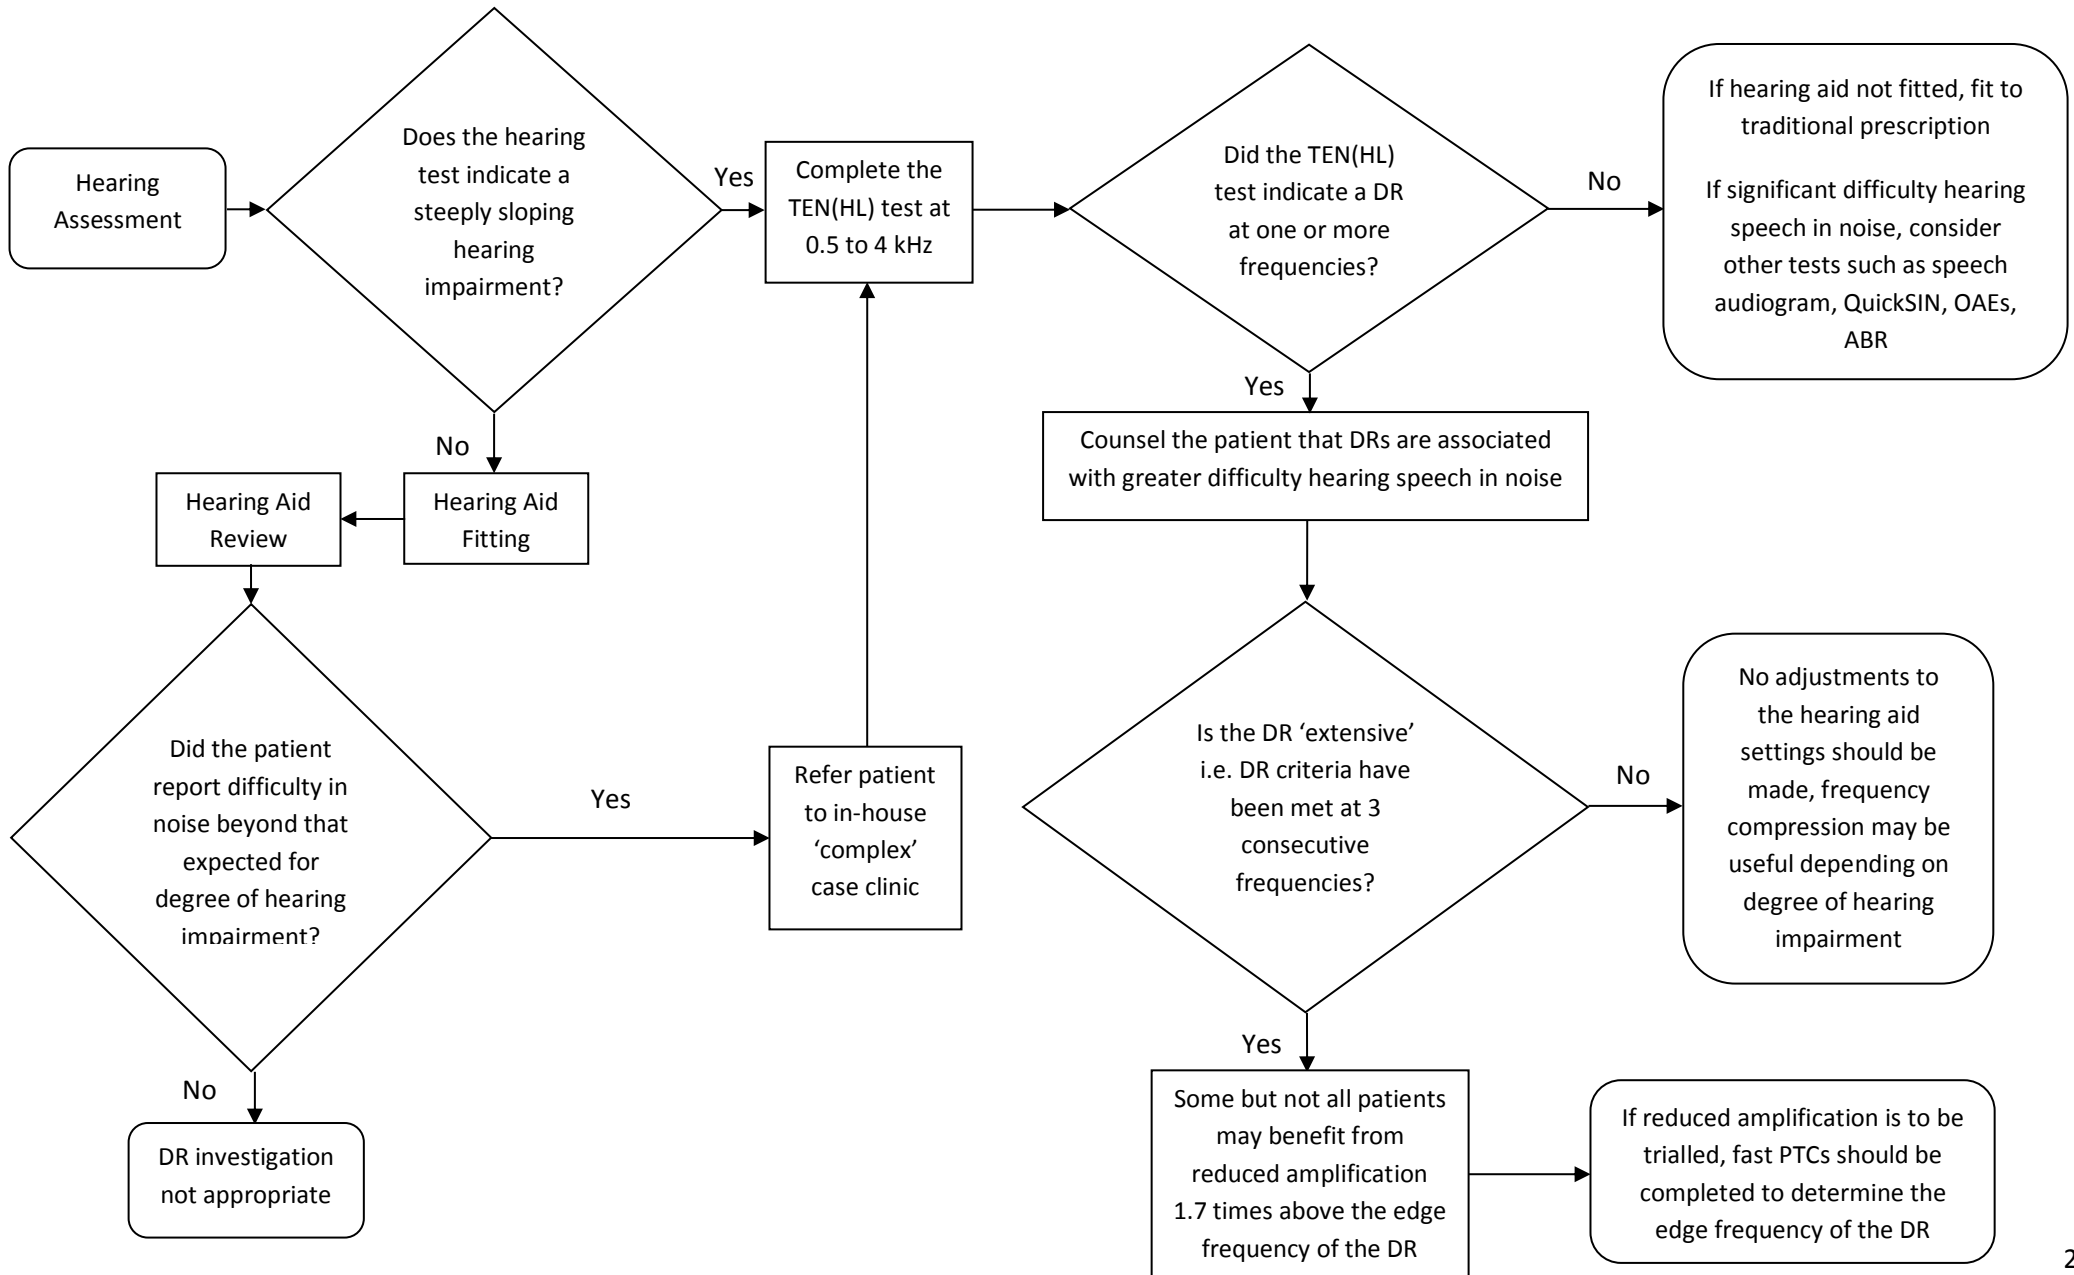 Hearing
Assessment
Does the hearing
test indicate a
steeply sloping
hearing
impairment?
Yes
Complete the
TEN(HL) test at
0.5 to 4 kHz
Did the TEN(HL)
test indicate a DR
at one or more
frequencies?
No
If hearing aid not fitted, fit to
traditional prescription
If significant difficulty hearing
speech in noise, consider
other tests such as speech
audiogram, QuickSIN, OAEs,
ABR
Yes
Counsel the patient that DRs are associated
with greater difficulty hearing speech in noise
No
Hearing Aid
Review
Hearing Aid
Fitting
Did the patient
report difficulty in
noise beyond that
expected for
degree of hearing
impairment?
Yes
Refer patient
to in-house
‘complex’
case clinic
Is the DR ‘extensive’
i.e. DR criteria have
been met at 3
consecutive
frequencies?
No
No adjustments to
the hearing aid
settings should be
made, frequency
compression may be
useful depending on
degree of hearing
impairment
No
DR investigation
not appropriate
Yes
Some but not all patients
may benefit from
reduced amplification
1.7 times above the edge
frequency of the DR
If reduced amplification is to be
trialled, fast PTCs should be
completed to determine the
edge frequency of the DR
2